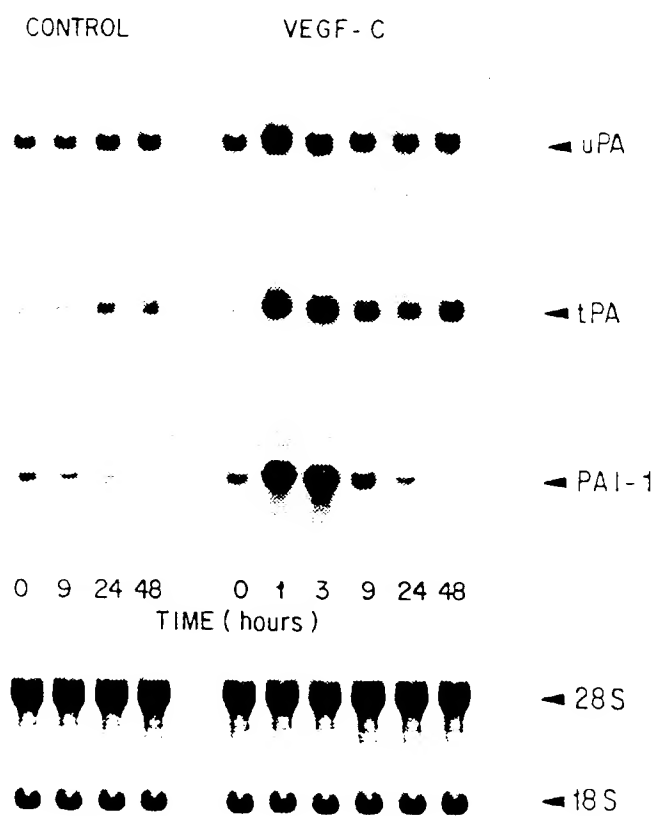 CONTROL VEGF-C
uPA
tPA
PAI-1
0 9 24 48 0 1 3 9 24 48
TIME (hours)
28S
18S